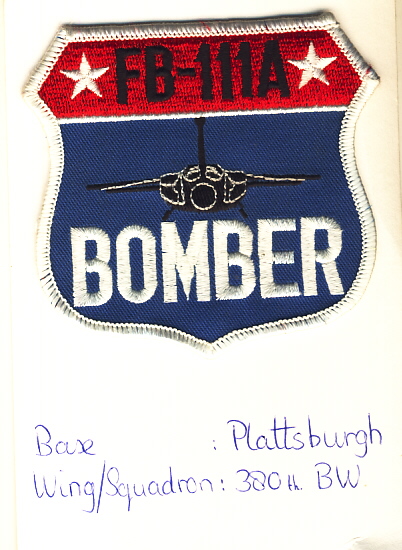 FB-111A
BOMBER
Base : Plattsburgh
Wing/Squadron: 380th BW.